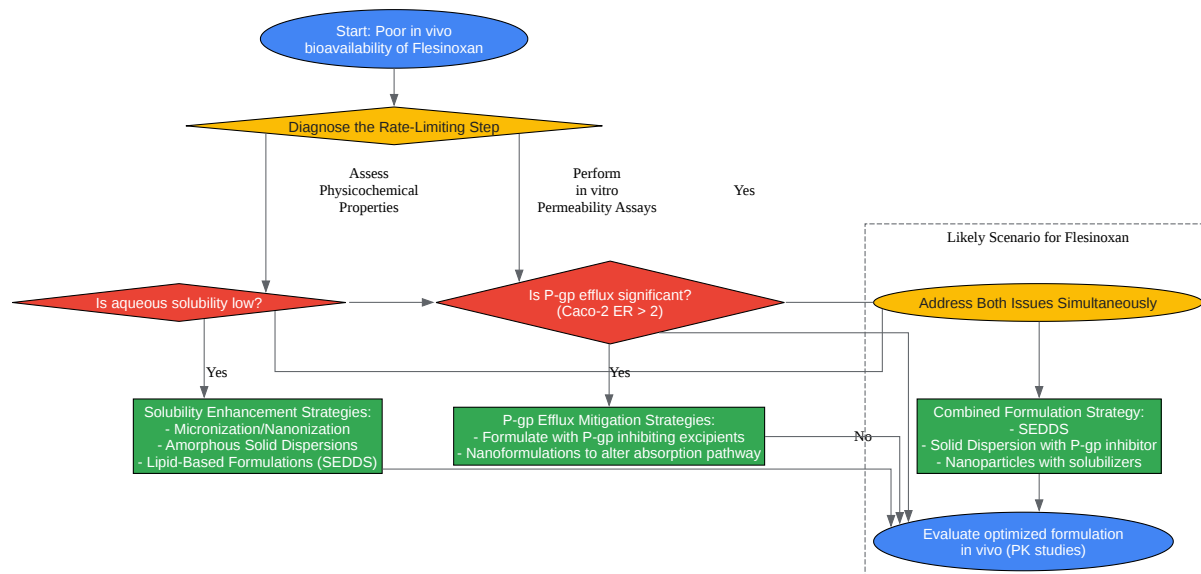 Start: Poor in vivo
bioavailability of Flesinoxan
Diagnose the Rate-Limiting Step
Assess
Physicochemical
Properties
Perform
in vitro
Permeability Assays
Yes
Likely Scenario for Flesinoxan
Is aqueous solubility low?
Is P-gp efflux significant?
(Caco-2 ER > 2)
Address Both Issues Simultaneously
Yes
Yes
Solubility Enhancement Strategies:
- Micronization/Nanonization
- Amorphous Solid Dispersions
- Lipid-Based Formulations (SEDDS)
P-gp Efflux Mitigation Strategies:
- Formulate with P-gp inhibiting excipients
- Nanoformulations to alter absorption pathway
No
Combined Formulation Strategy:
- SEDDS
- Solid Dispersion with P-gp inhibitor
- Nanoparticles with solubilizers
Evaluate optimized formulation
in vivo (PK studies)